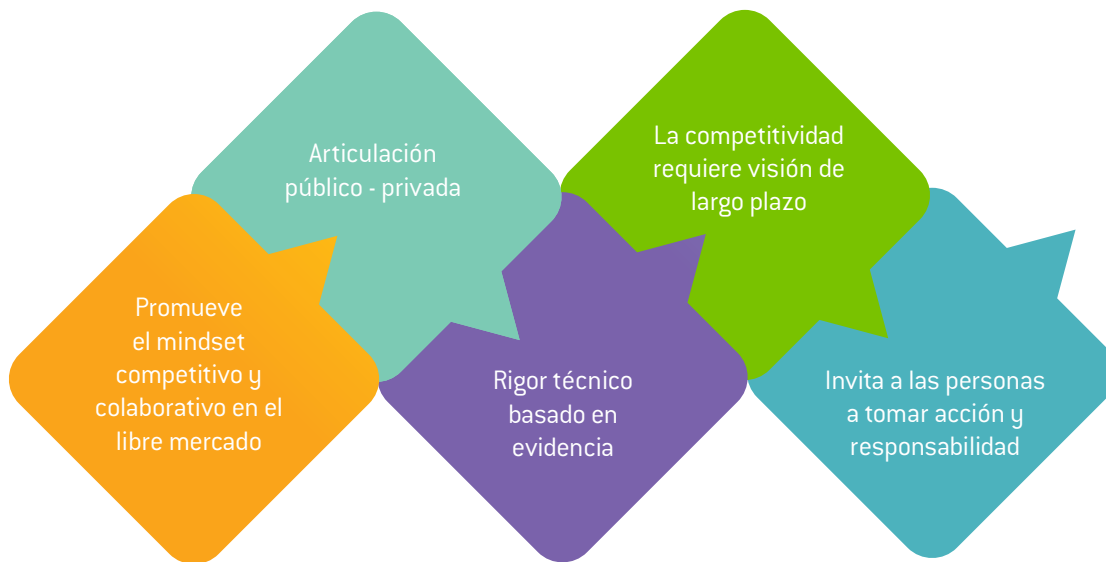 Promueve
el mindset
competitivo y
colaborativo en el
libre mercado
Articulación
público - privada
Rigor técnico
basado en
evidencia
La competitividad
requiere visión de
largo plazo
Invita a las personas
a tomar acción y
responsabilidad